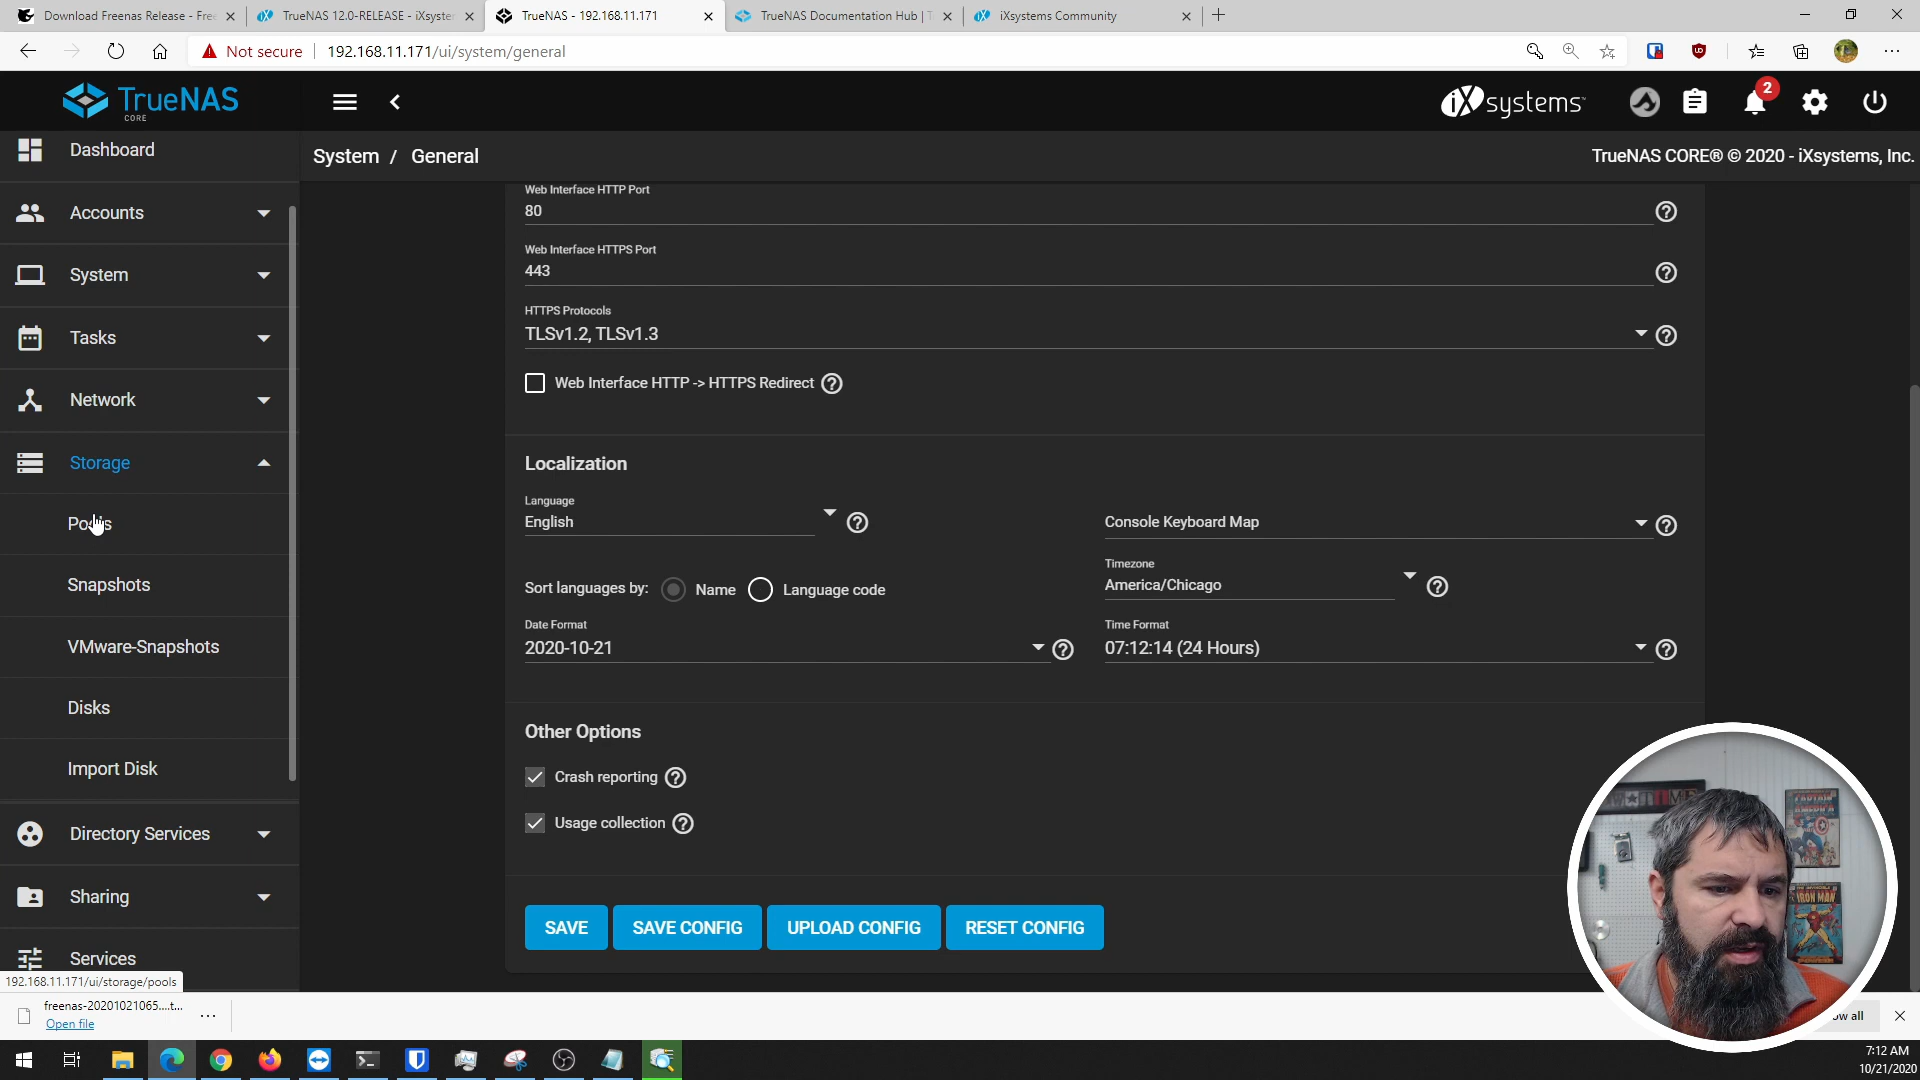 Download Freenas Release - Fre
TrueNAS 12.0-RELEASE - iXsyste
TrueNAS - 192.168.11.171
TrueNAS Documentation Hub | T
iXsystems Community
Not secure
192.168.11.171/ui/system/general
TrueNAS
CORE
iXsystems
2
System / General
TrueNAS CORE® © 2020 - iXsystems, Inc.
Dashboard
Accounts
System
Tasks
Network
Storage
Pools
Snapshots
VMware-Snapshots
Disks
Import Disk
Directory Services
Sharing
Services
Web Interface HTTP Port
80
Web Interface HTTPS Port
443
HTTPS Protocols
TLSv1.2, TLSv1.3
Web Interface HTTP -> HTTPS Redirect
Localization
Language
English
Console Keyboard Map
Sort languages by: Name Language code
Timezone
America/Chicago
Date Format
2020-10-21
Time Format
07:12:14 (24 Hours)
Other Options
Crash reporting
Usage collection
SAVE
SAVE CONFIG
UPLOAD CONFIG
RESET CONFIG
IRON MAN
192.168.11.171/ui/storage/pools
freenas-20201021065....t...
Open file
ow all
7:12 AM
10/21/2020